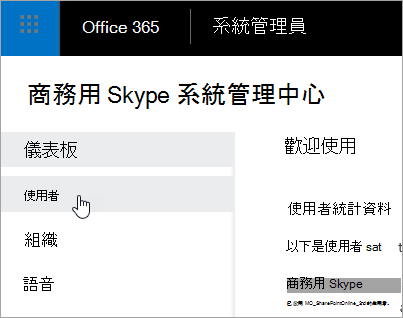 Office 365
系統管理員
商務用 Skype 系統管理中心
儀表板
使用者
組織
語音
歡迎使用
使用者統計資料
以下是使用者 sat
商務用 Skype